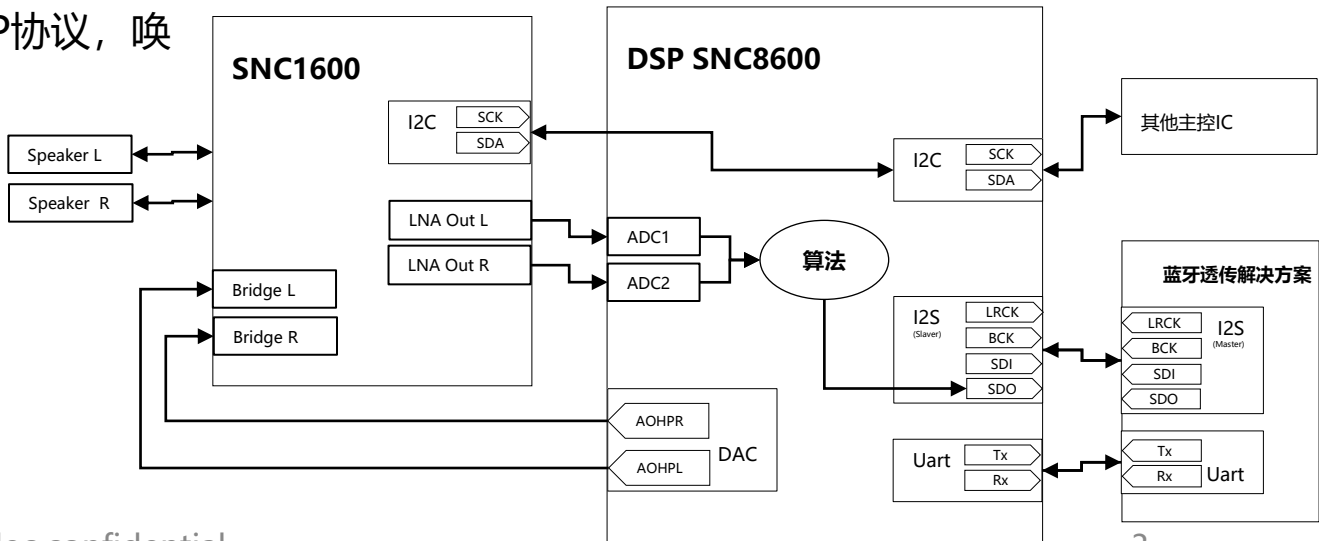 P协议，唤
SNC1600
DSP SNC8600
I2C
SCK
SDA
Speaker L
Speaker R
LNA Out L
LNA Out R
Bridge L
Bridge R
ADC1
ADC2
算法
I2C
SCK
SDA
其他主控IC
I2S
(Slaver)
LRCK
BCK
SDI
SDO
蓝牙透传解决方案
LRCK
BCK
SDI
SDO
I2S
(Master)
AOHPR
AOHPL
DAC
Uart
Tx
Rx
Tx
Rx
Uart
confidential